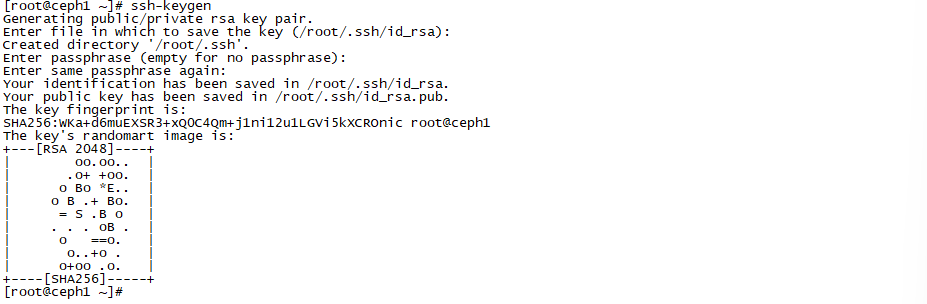 [root@ceph1 ~]# ssh-keygen
Generating public/private rsa key pair.
Enter file in which to save the key (/root/.ssh/id_rsa):
Created directory '/root/.ssh'.
Enter passphrase (empty for no passphrase):
Enter same passphrase again:
Your identification has been saved in /root/.ssh/id_rsa.
Your public key has been saved in /root/.ssh/id_rsa.pub.
The key fingerprint is:
SHA256:WKa+d6muEXSR3+xQOC4Qm+j1ni12u1LGVi5kXCROnic root@ceph1
The key's randomart image is:
+---[RSA 2048]----+
|        oo.oo..  |
|       .o+ +oo.  |
|      o Bo *E..  |
|     o B .+ Bo.  |
|      = S .B o   |
|     . . . oB .  |
|      o   ==o.   |
|       o..+o .   |
|      o+oo .o.   |
+----[SHA256]-----+
[root@ceph1 ~]#